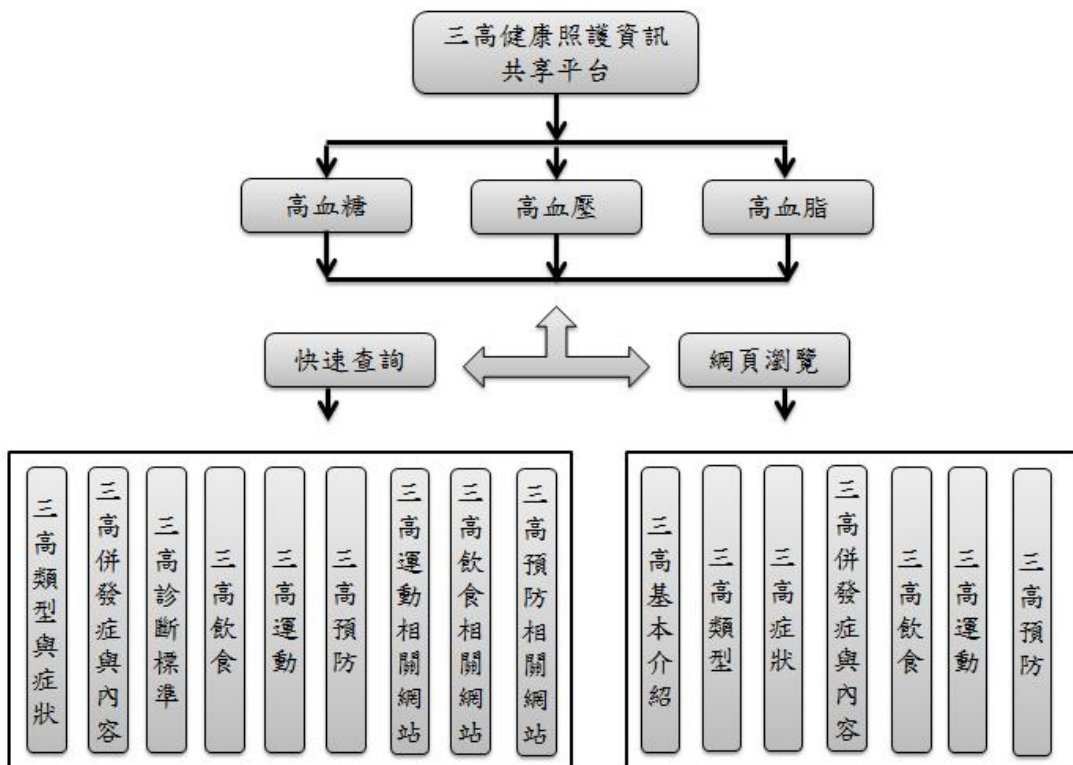 三高健康照護資訊
共享平台
高血糖
高血壓
高血脂
快速查詢
網頁瀏覽
三高類型與症狀
三高併發症與內容
三高診斷標準
三高飲食
三高運動
三高預防
三高運動相關網站
三高飲食相關網站
三高預防相關網站
三高基本介紹
三高類型
三高症狀
三高併發症與內容
三高飲食
三高運動
三高預防